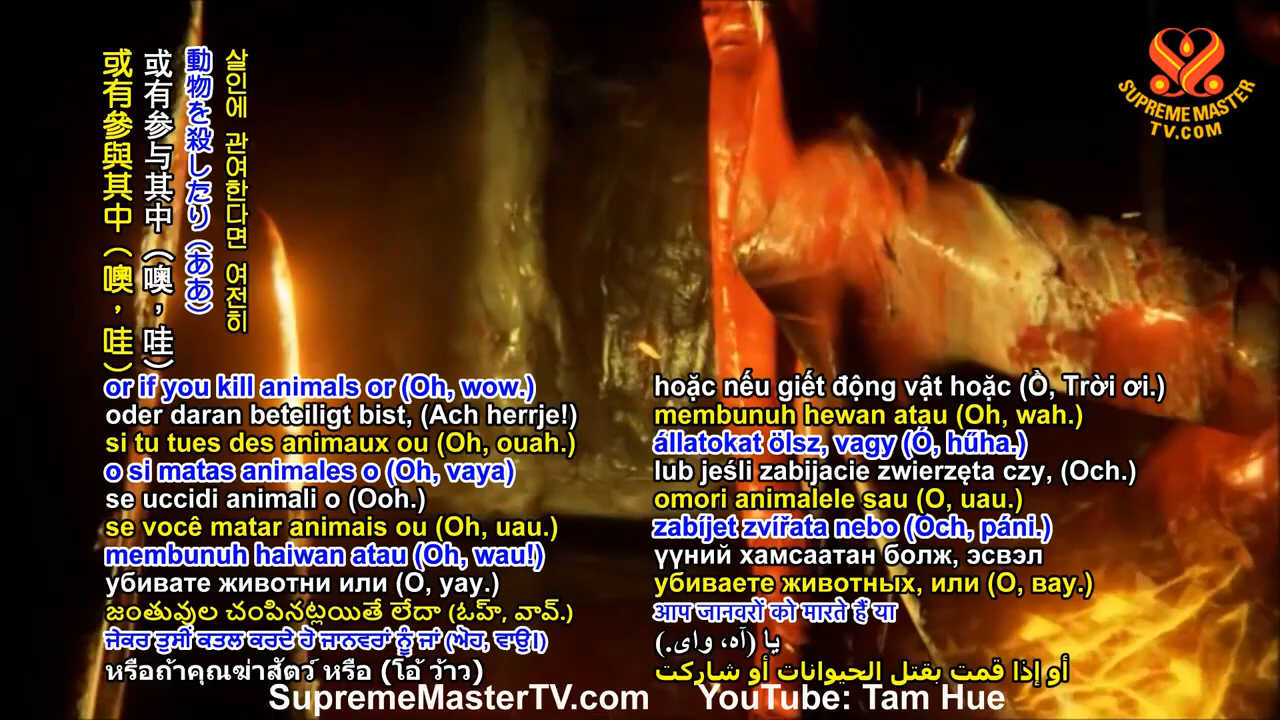 或有參與其中（噢，哇）
或有参与其中（噢，哇）
動物を殺したり（ああ）
살인에 관여한다면 여전히
SUPREME MASTER
TV.COM
or if you kill animals or (Oh, wow.)
oder daran beteiligt bist, (Ach herrje!)
si tu tues des animaux ou (Oh, ouah.)
o si matas animales o (Oh, vaya)
se uccidi animali o (Ooh.)
se você matar animais ou (Oh, uau.)
membunuh haiwan atau (Oh, wau!)
убивате животни или (О, уау.)
జంతువుల చంపినట్లయితే లేదా (ఓహ్, వావ్.)
ਜੇਕਰ ਤੁਸੀਂ ਕਤਲ ਕਰਦੇ ਹੋ ਜਾਨਵਰਾਂ ਨੂੰ ਜਾਂ (ਅੋਹ, ਵਾਉ।)
หรือถ้าคุณฆ่าสัตว์ หรือ (โอ้ ว้าว)
hoặc nếu giết động vật hoặc (Ồ, Trời ơi.)
membunuh hewan atau (Oh, wah.)
állatokat ölsz, vagy (Ó, hűha.)
lub jeśli zabijacie zwierzęta czy, (Och.)
omori animalele sau (O, uau.)
zabíjet zvířata nebo (Och, páni.)
үүний хамсаатан болж, эсвэл
убиваете животных, или (О, вау.)
आप जानवरों को मारते हैं या
یا (آه، وای.)
أو إذا قمت بقتل الحيوانات أو شاركت
SupremeMasterTV.com YouTube: Tam Hue